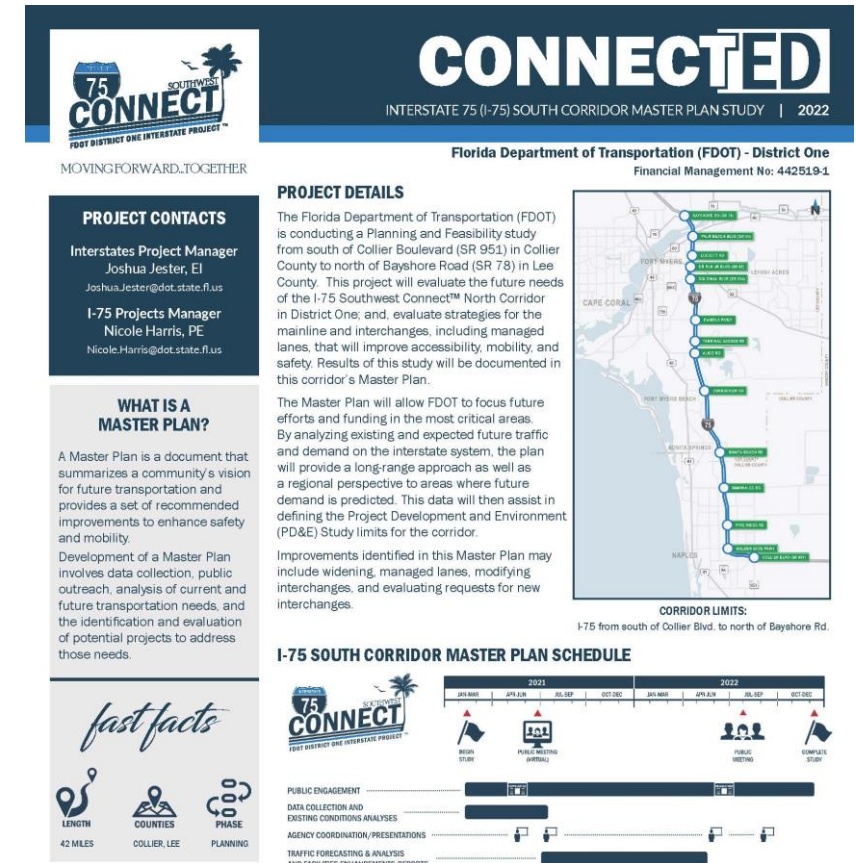 75
SOUTHWEST
CONNECT
FDOT DISTRICT ONE INTERSTATE PROJECT™
MOVING FORWARD...TOGETHER
CONNECTED
INTERSTATE 75 (I-75) SOUTH CORRIDOR MASTER PLAN STUDY | 2022
Florida Department of Transportation (FDOT) - District One
Financial Management No: 442519-1
PROJECT CONTACTS
Interstates Project Manager
Joshua Jester, EI
Joshua.Jester@dot.state.fl.us
I-75 Projects Manager
Nicole Harris, PE
Nicole.Harris@dot.state.fl.us
WHAT IS A
MASTER PLAN?
A Master Plan is a document that
summarizes a community's vision
for future transportation and
provides a set of recommended
improvements to enhance safety
and mobility.
Development of a Master Plan
involves data collection, public
outreach, analysis of current and
future transportation needs, and
the identification and evaluation
of potential projects to address
those needs.
fast facts
LENGTH
42 MILES
COUNTIES
COLLIER, LEE
PHASE
PLANNING
PROJECT DETAILS
The Florida Department of Transportation (FDOT)
is conducting a Planning and Feasibility study
from south of Collier Boulevard (SR 951) in Collier
County to north of Bayshore Road (SR 78) in Lee
County. This project will evaluate the future needs
of the I-75 Southwest Connect™ North Corridor
in District One; and, evaluate strategies for the
mainline and interchanges, including managed
lanes, that will improve accessibility, mobility, and
safety. Results of this study will be documented in
this corridor's Master Plan.
The Master Plan will allow FDOT to focus future
efforts and funding in the most critical areas.
By analyzing existing and expected future traffic
and demand on the interstate system, the plan
will provide a long-range approach as well as
a regional perspective to areas where future
demand is predicted. This data will then assist in
defining the Project Development and Environment
(PD&E) Study limits for the corridor.
Improvements identified in this Master Plan may
include widening, managed lanes, modifying
interchanges, and evaluating requests for new
interchanges.
N
FORT MYERS
LEHIGH ACRES
CAPE CORAL
75
FORT MYERS BEACH
75
BONITA SPRINGS
NAPLES
CORRIDOR LIMITS:
I-75 from south of Collier Blvd. to north of Bayshore Rd.
I-75 SOUTH CORRIDOR MASTER PLAN SCHEDULE
75
SOUTHWEST
CONNECT
FDOT DISTRICT ONE INTERSTATE PROJECT™
2021 2022
JAN-MAR APR-JUN JUL-SEP OCT-DEC JAN-MAR APR-JUN JUL-SEP OCT-DEC
BEGIN
STUDY
PUBLIC MEETING
(VIRTUAL)
PUBLIC
MEETING
COMPLETE
STUDY
PUBLIC ENGAGEMENT
DATA COLLECTION AND
EXISTING CONDITIONS ANALYSES
AGENCY COORDINATION/PRESENTATIONS
TRAFFIC FORECASTING & ANALYSIS